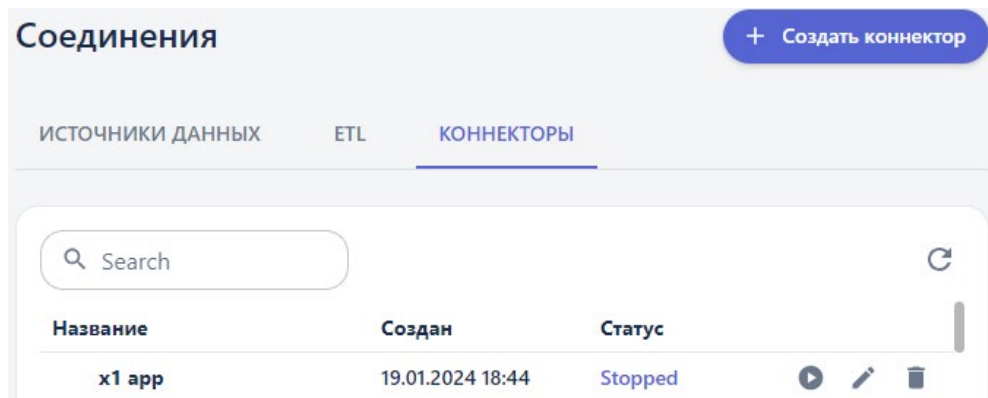 Соединения
+ Создать коннектор
ИСТОЧНИКИ ДАННЫХ ETL КОННЕКТОРЫ
Search
Название Создан Статус
x1 app 19.01.2024 18:44 Stopped